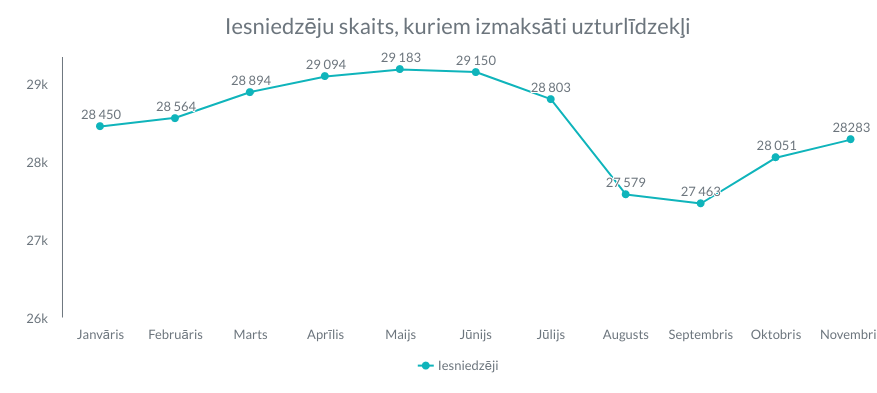 Iesniedzēju skaits, kuriem izmaksāti uzturlīdzekļi
29k
28k
27k
26k
28 450
28 564
28 894
29 094
29 183
29 150
28 803
27 579
27 463
28 051
28283
Janvāris Februāris Marts Aprīlis Maijs Jūnijs Jūlijs Augusts Septembris Oktobris Novembri
Iesniedzēji